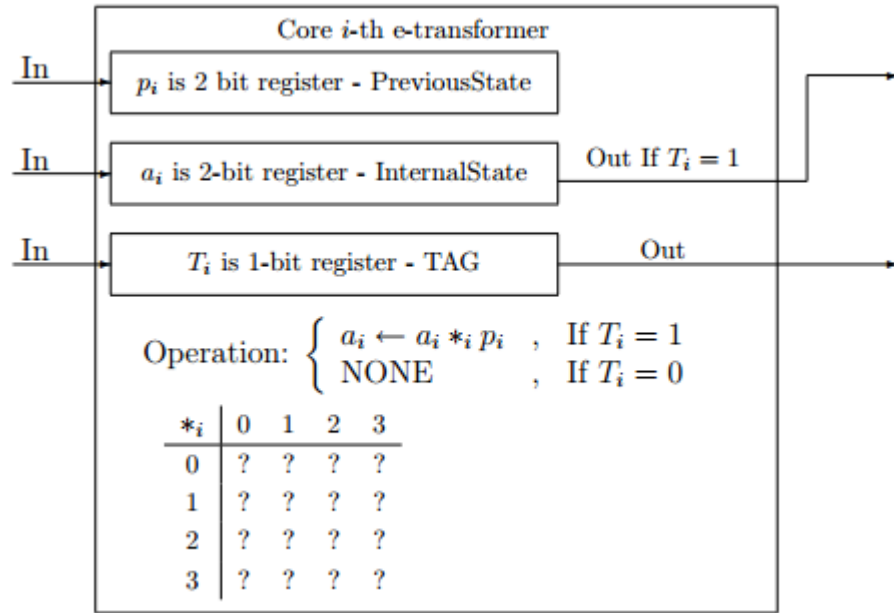 Core i-th e-transformer
In
p_i is 2 bit register - PreviousState
In
a_i is 2-bit register - InternalState
Out If T_i = 1
In
T_i is 1-bit register - TAG
Out
Operation: { a_i ← a_i *_i p_i , If T_i = 1
NONE , If T_i = 0
*_i 0 1 2 3
0 ? ? ? ?
1 ? ? ? ?
2 ? ? ? ?
3 ? ? ? ?